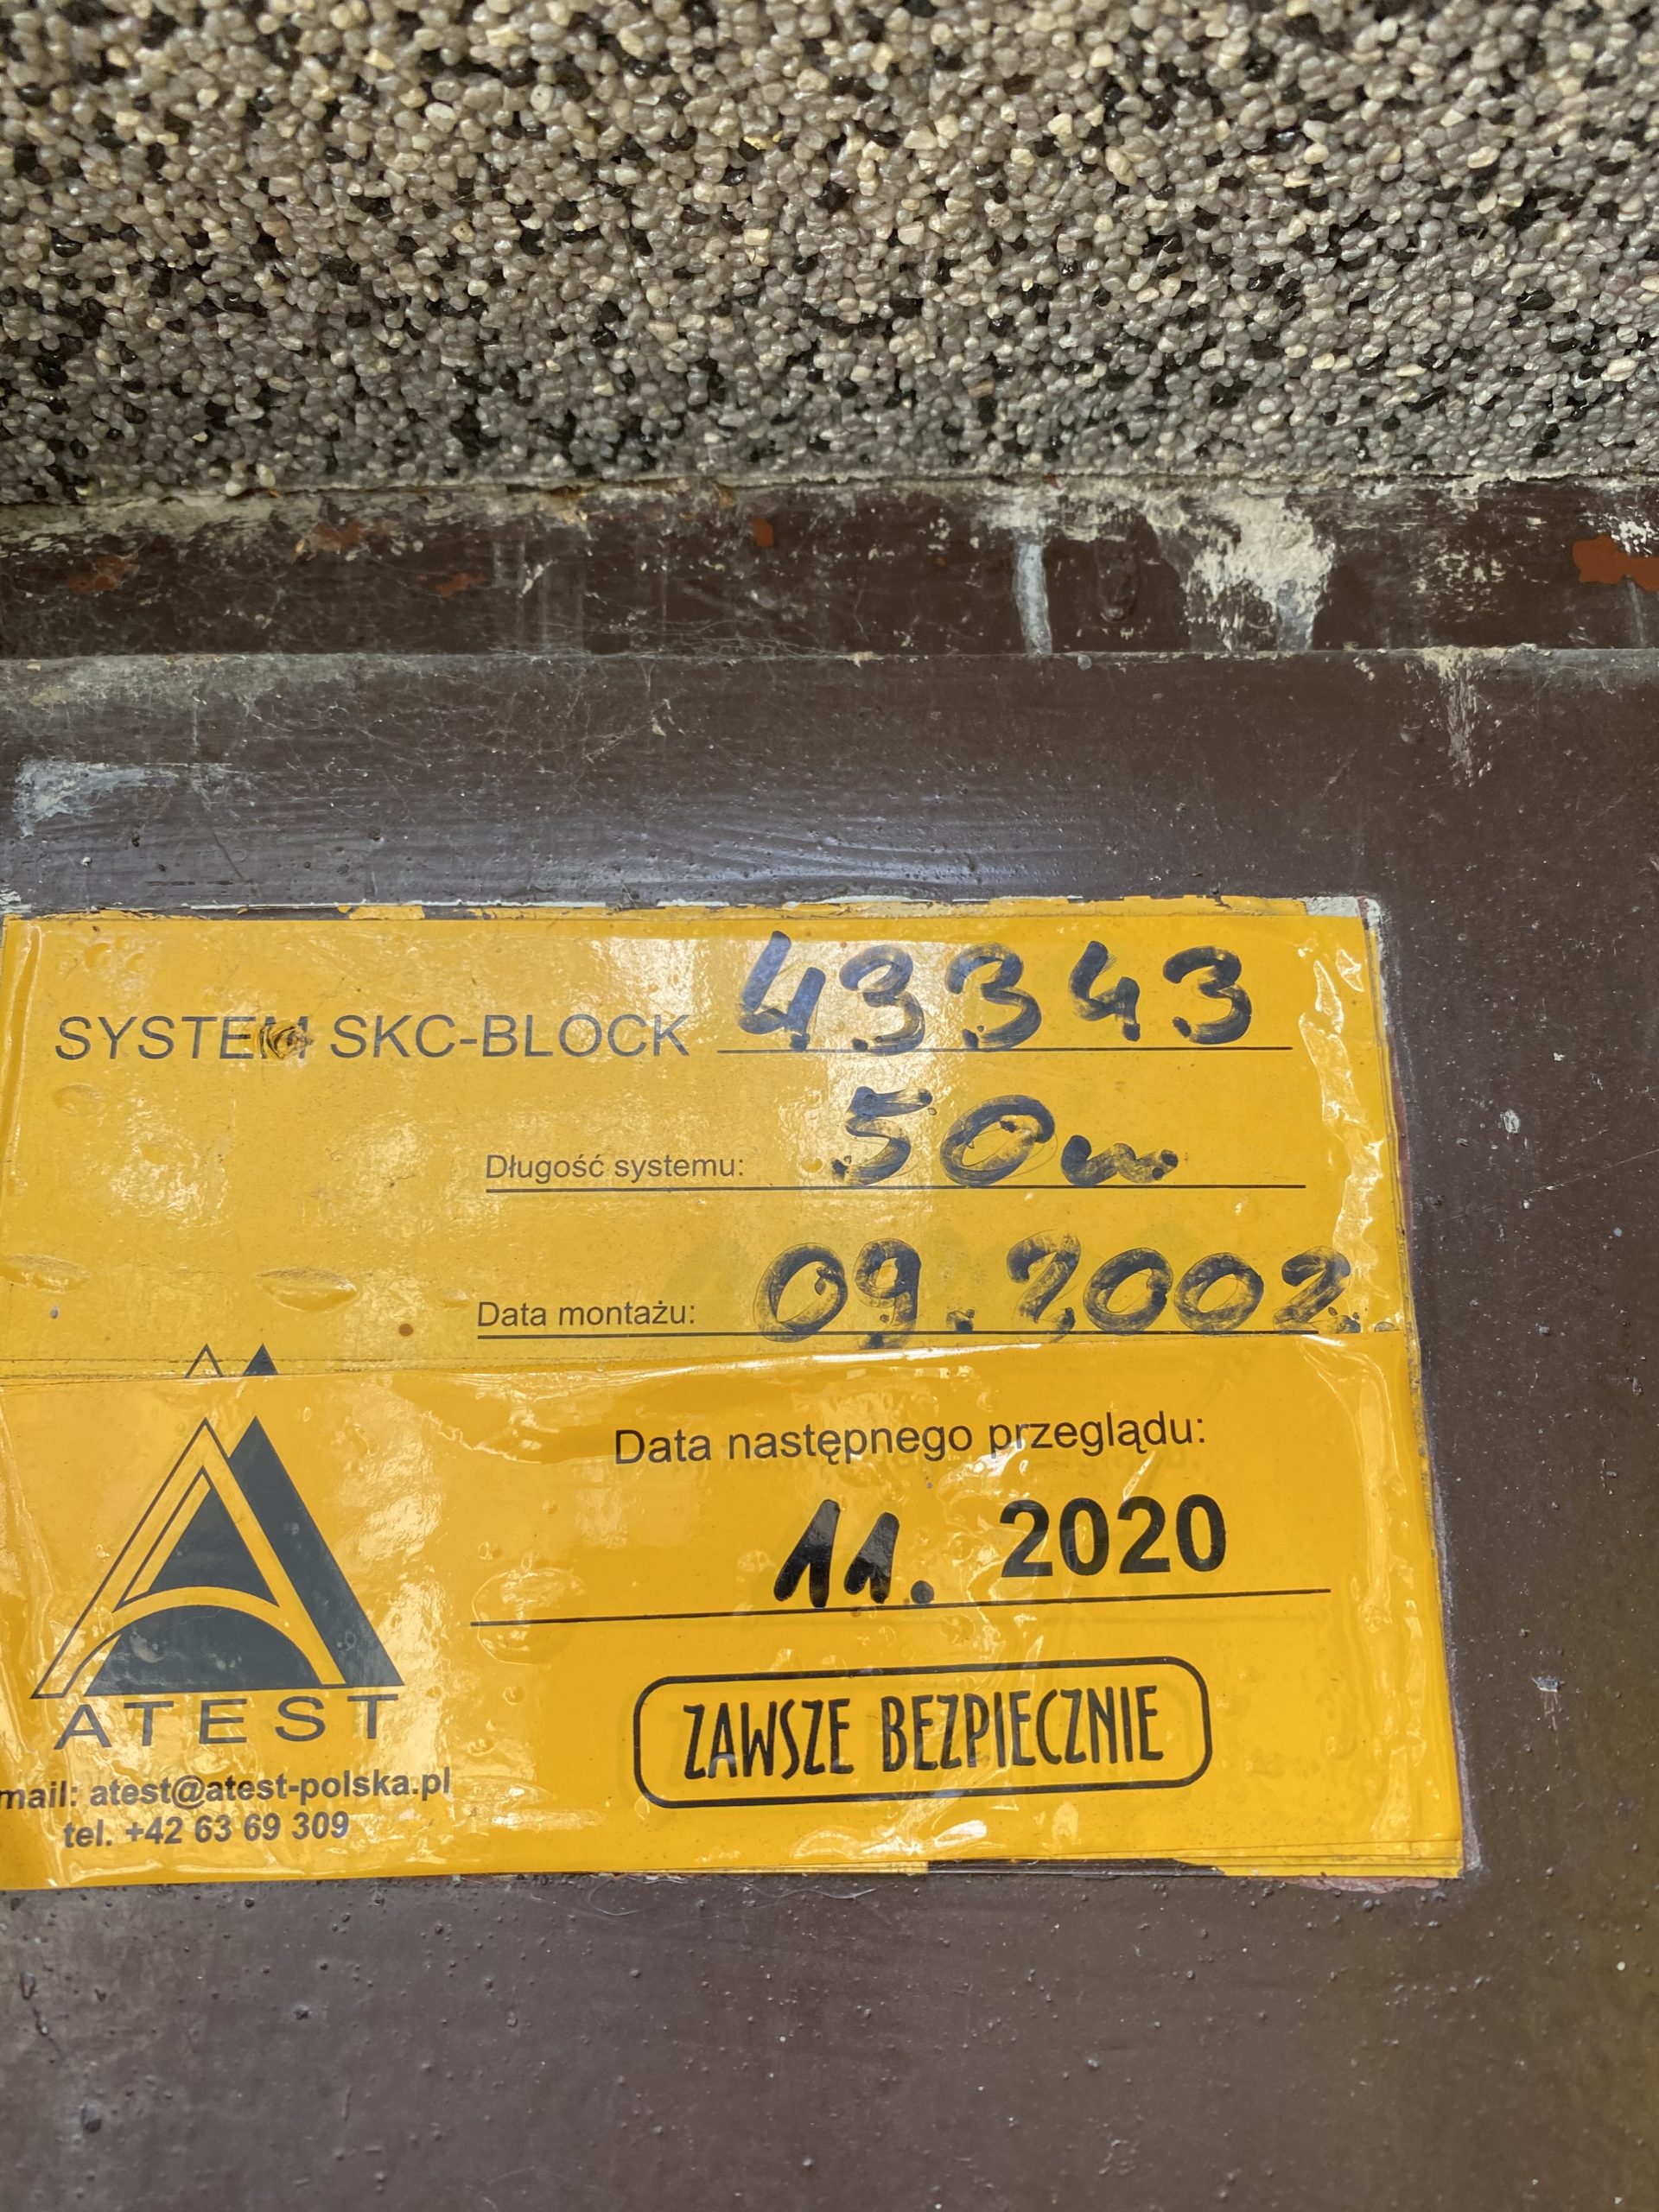 SYSTEM SKC-BLOCK 43343
Długość systemu: 50m
Data montażu: 09.2002.
Data następnego przeglądu:
11. 2020
ATEST
ZAWSZE BEZPIECZNIE
mail: atest@atest-polska.pl
tel. +42 63 69 309